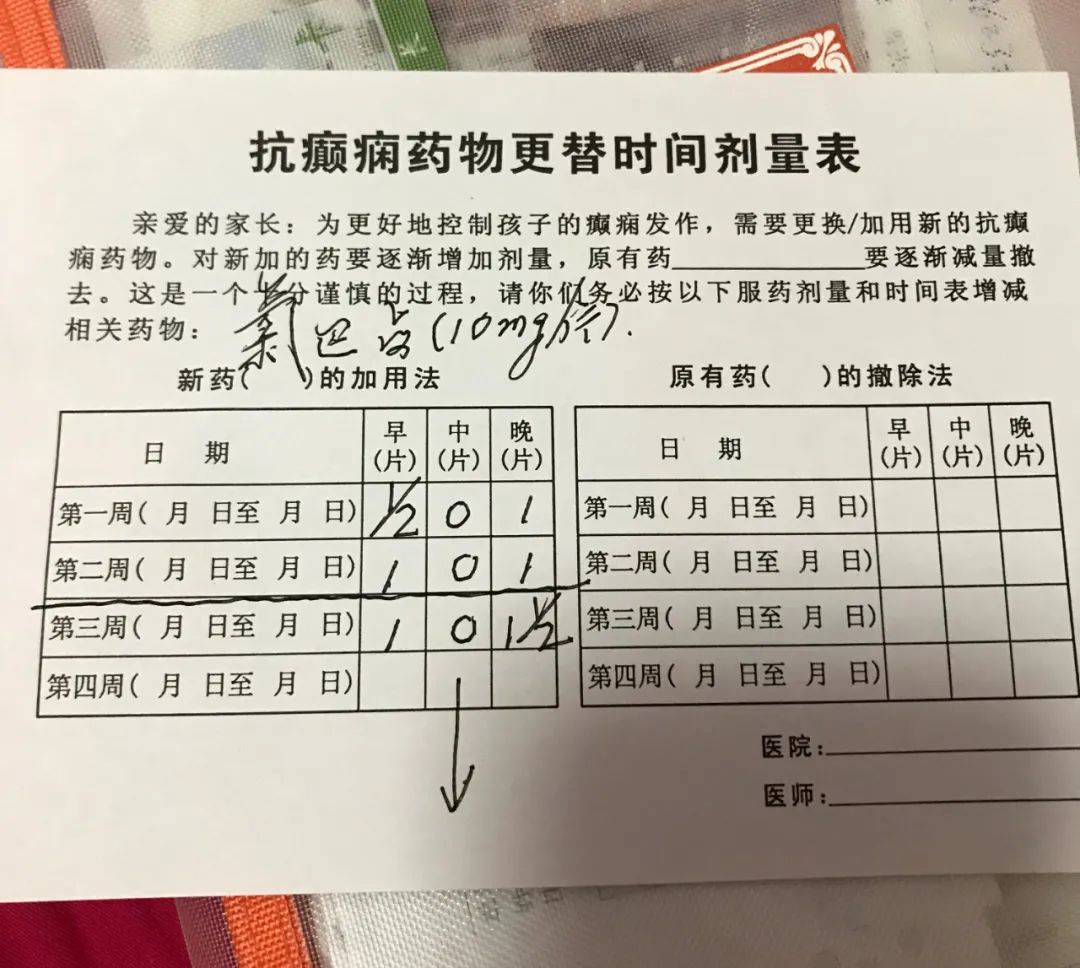 抗癫痫药物更替时间剂量表
亲爱的家长：为更好地控制孩子的癫痫发作，需要更换/加用新的抗癫
痫药物。对新加的药要逐渐增加剂量，原有药____________要逐渐减量撤
去。这是一个十分谨慎的过程，请你们务必按以下服药剂量和时间表增减
相关药物：
氯巴占(10mg/片).
新药( )的加用法
日 期 早(片) 中(片) 晚(片)
第一周( 月 日至 月 日) 1/2 0 1
第二周( 月 日至 月 日) 1 0 1
第三周( 月 日至 月 日) 1 0 1 1/2
第四周( 月 日至 月 日)
原有药( )的撤除法
日 期 早(片) 中(片) 晚(片)
第一周( 月 日至 月 日)
第二周( 月 日至 月 日)
第三周( 月 日至 月 日)
第四周( 月 日至 月 日)
医院：
医师：